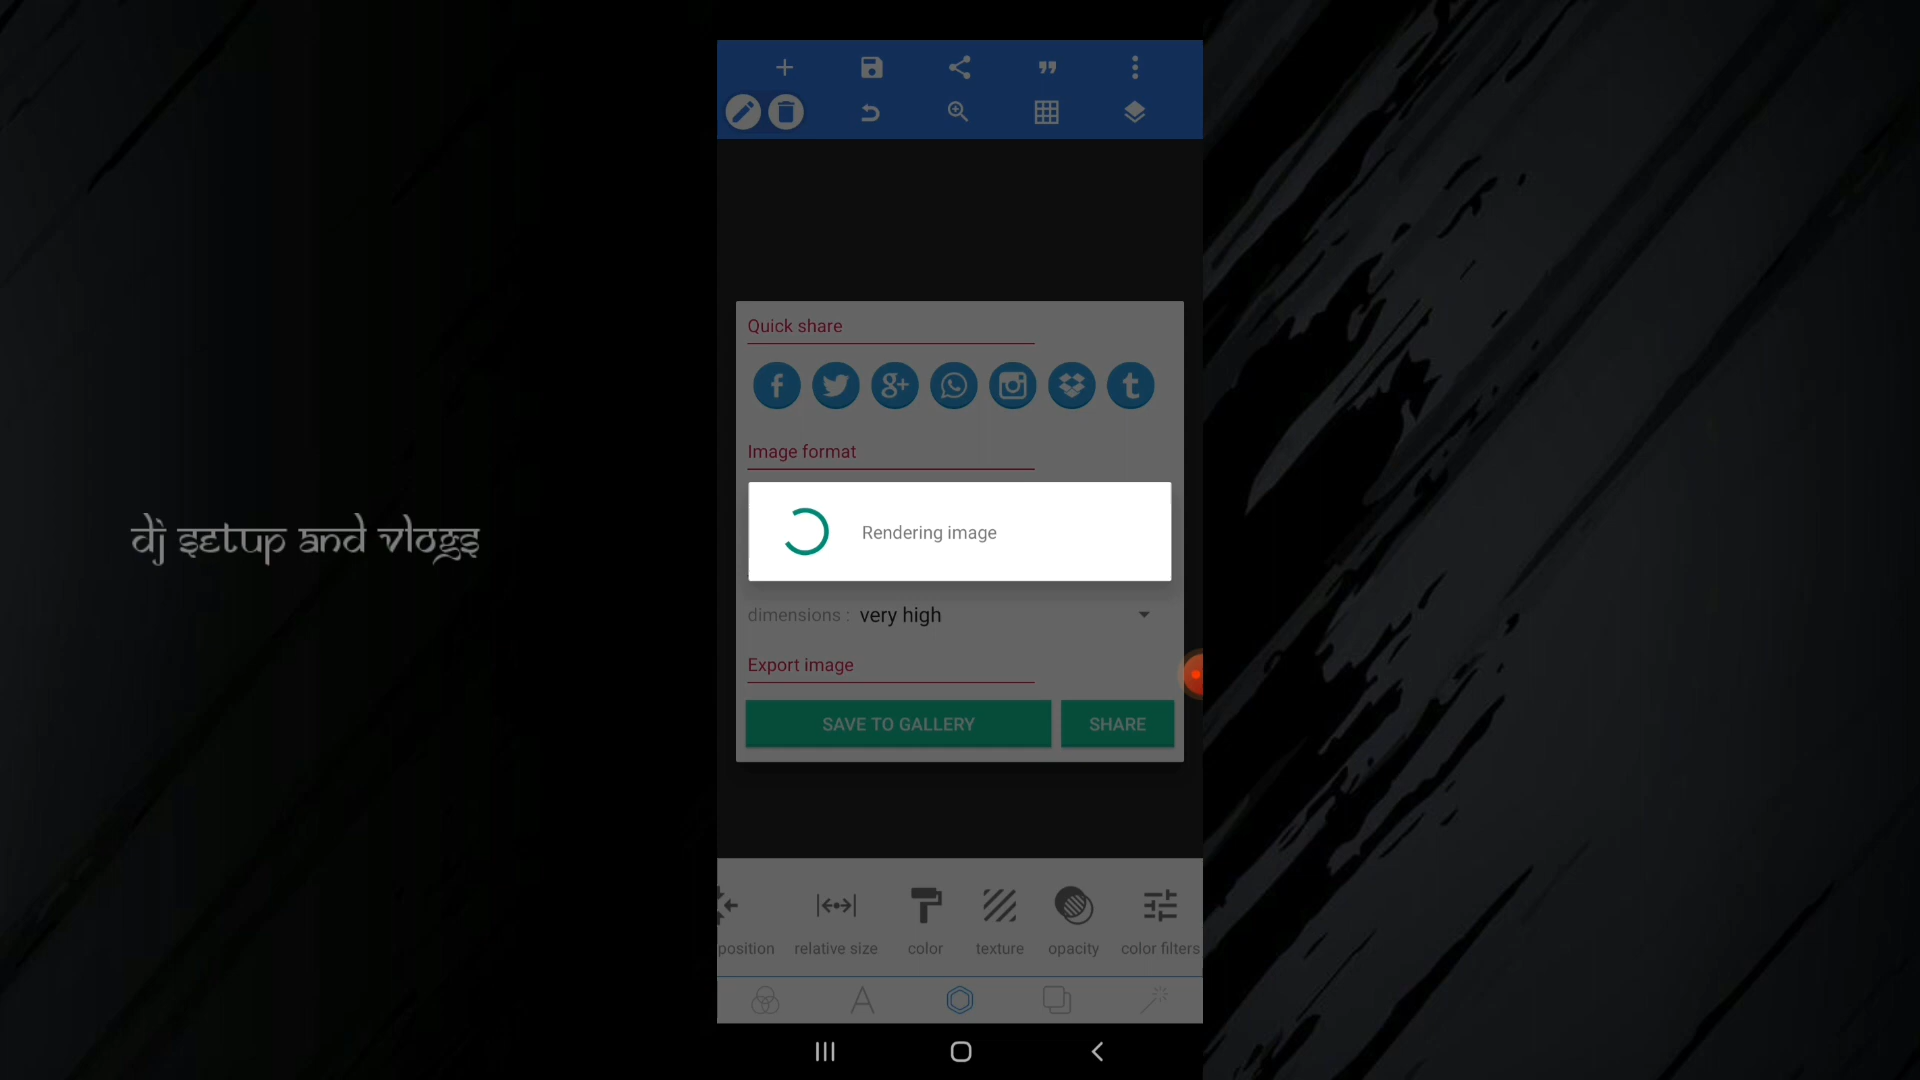 Quick share
Image format
dj setup and vlogs
Rendering image
dimensions : very high
Export image
SAVE TO GALLERY
SHARE
position
relative size
color
texture
opacity
color filters